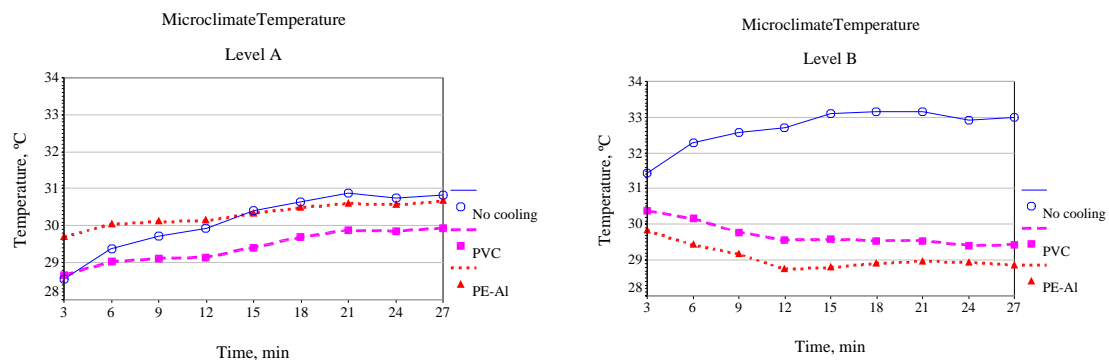 MicroclimateTemperature
Level A
Temperature, ºC
34
33
32
31
30
29
28
3 6 9 12 15 18 21 24 27
Time, min
No cooling
PVC
PE-Al
MicroclimateTemperature
Level B
Temperature, ºC
34
33
32
31
30
29
28
3 6 9 12 15 18 21 24 27
Time, min
No cooling
PVC
PE-Al